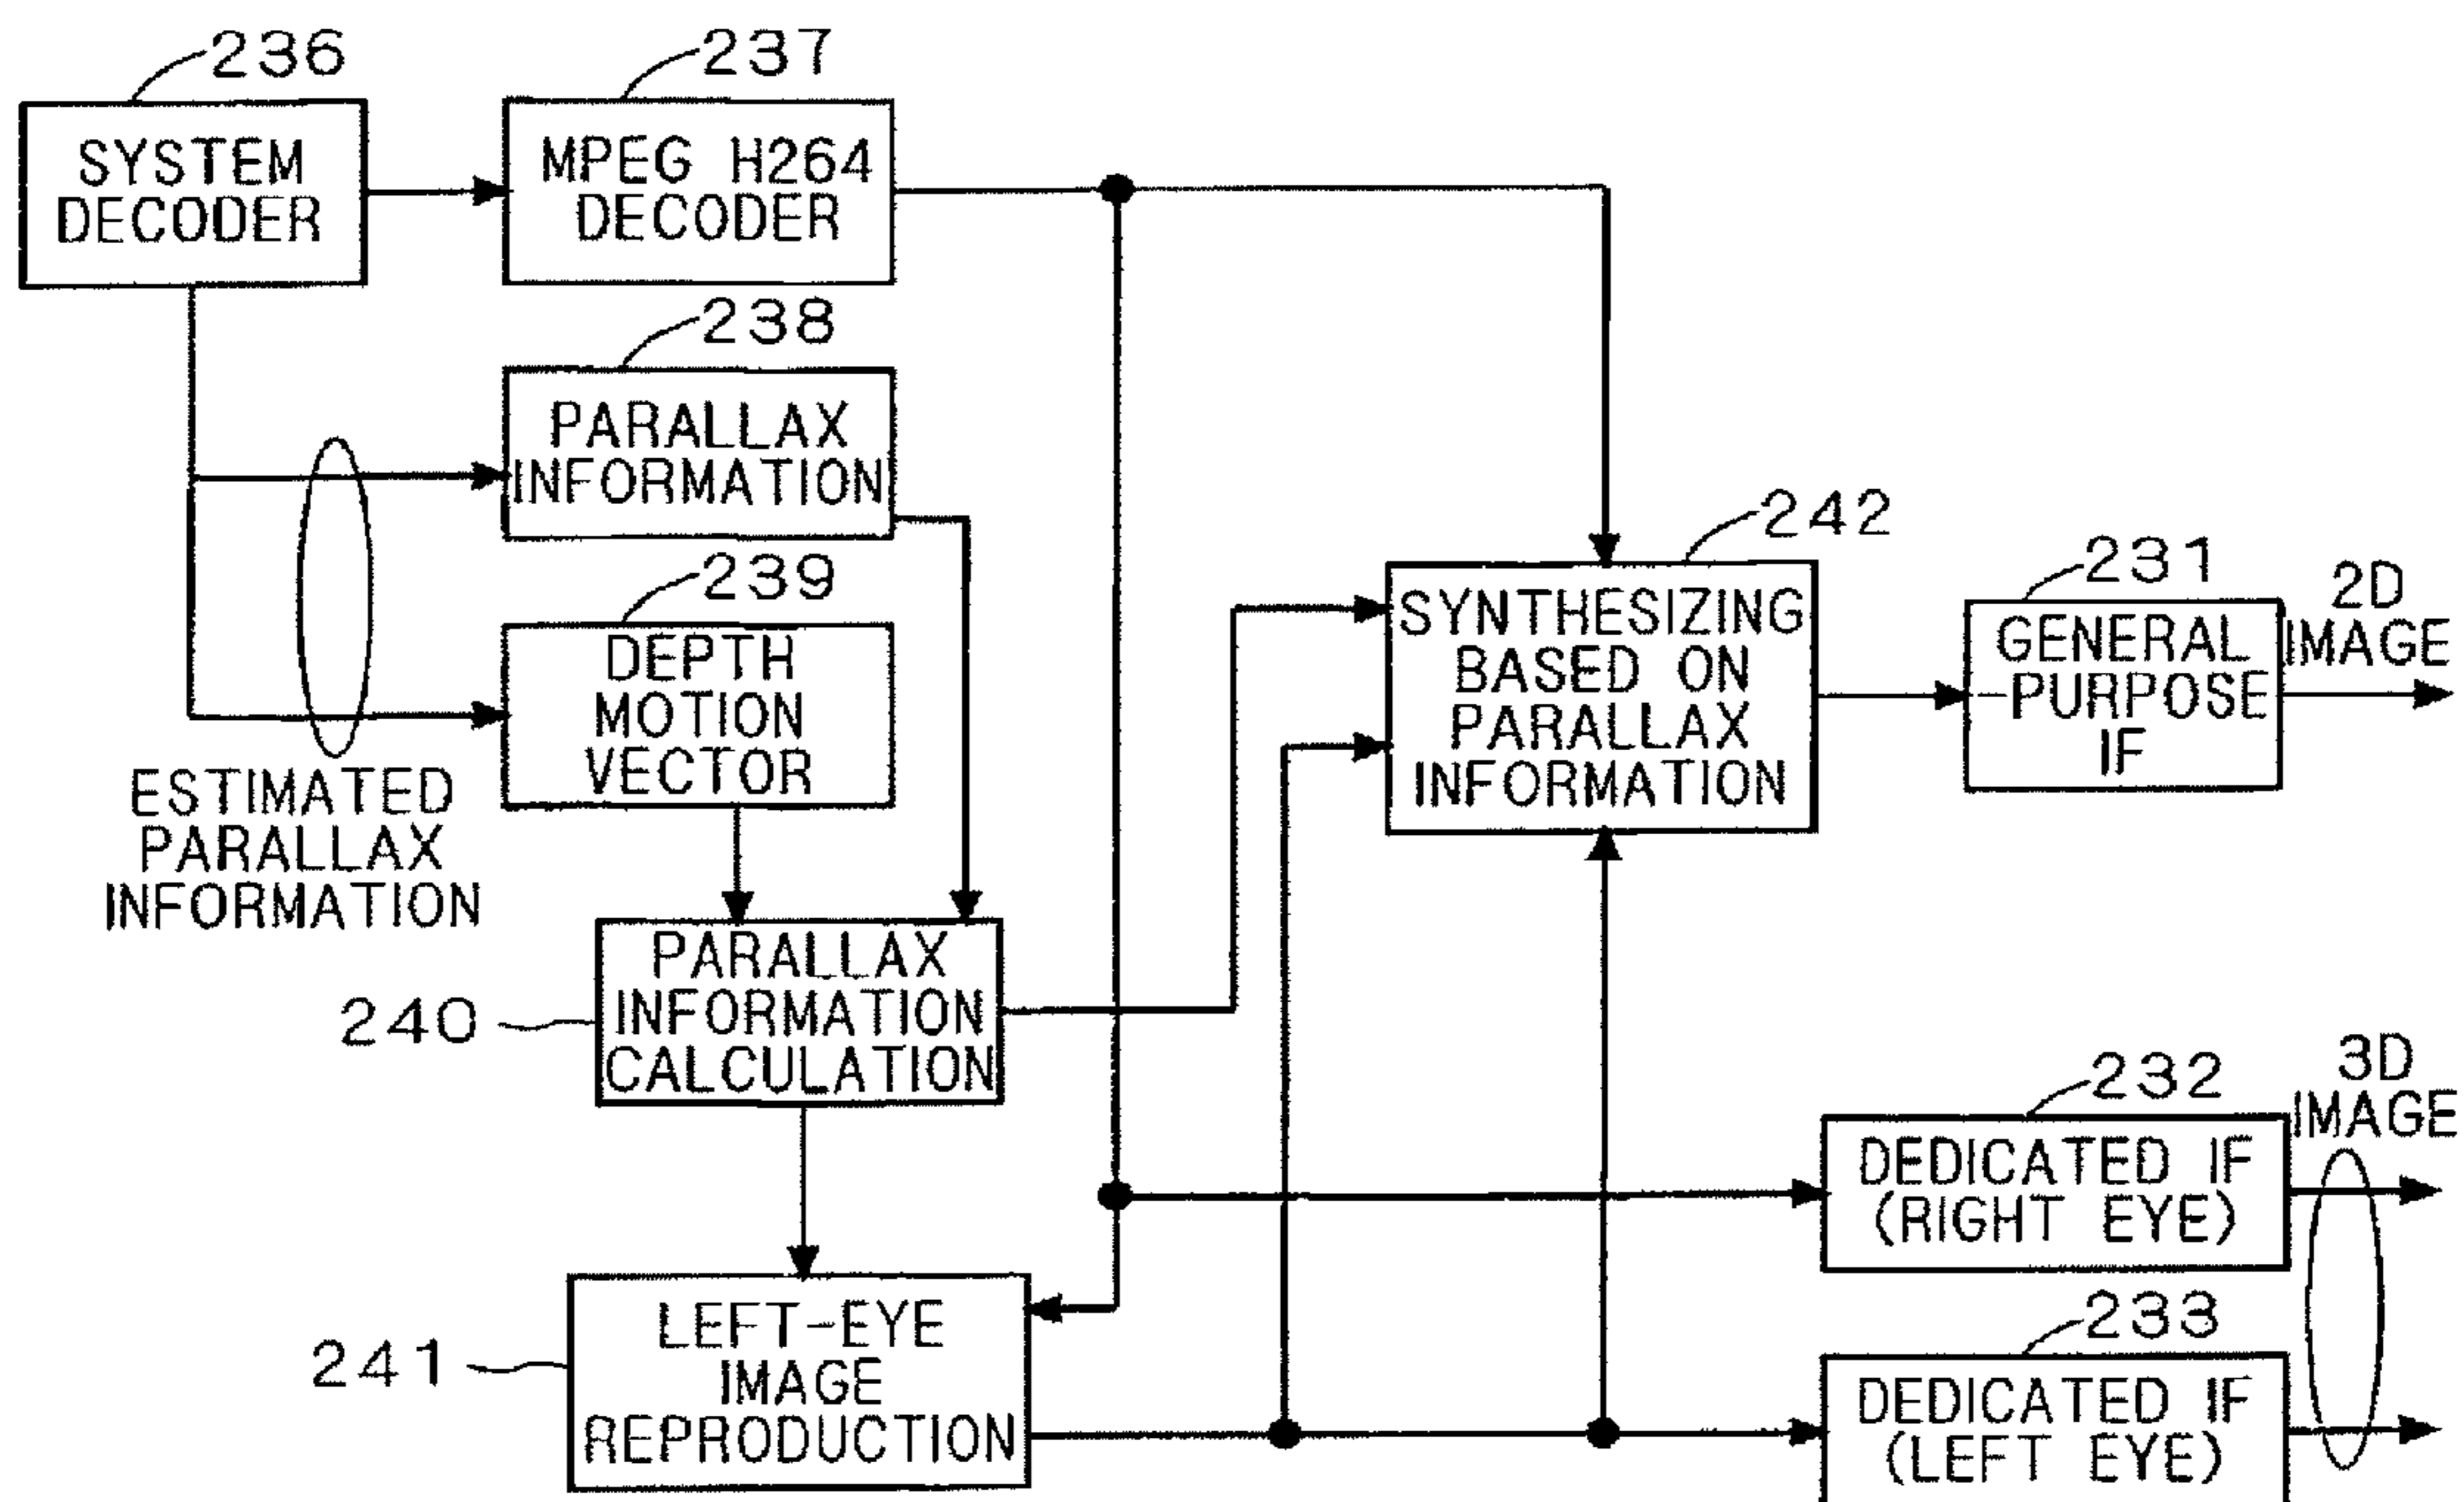 236
SYSTEM
DECODER
237
MPEG H264
DECODER
238
PARALLAX
INFORMATION
239
DEPTH
MOTION
VECTOR
ESTIMATED
PARALLAX
INFORMATION
240
PARALLAX
INFORMATION
CALCULATION
241
LEFT-EYE
IMAGE
REPRODUCTION
242
SYNTHESIZING
BASED ON
PARALLAX
INFORMATION
231
GENERAL
-PURPOSE
IF
2D
IMAGE
232
DEDICATED IF
(RIGHT EYE)
3D
IMAGE
233
DEDICATED IF
(LEFT EYE)